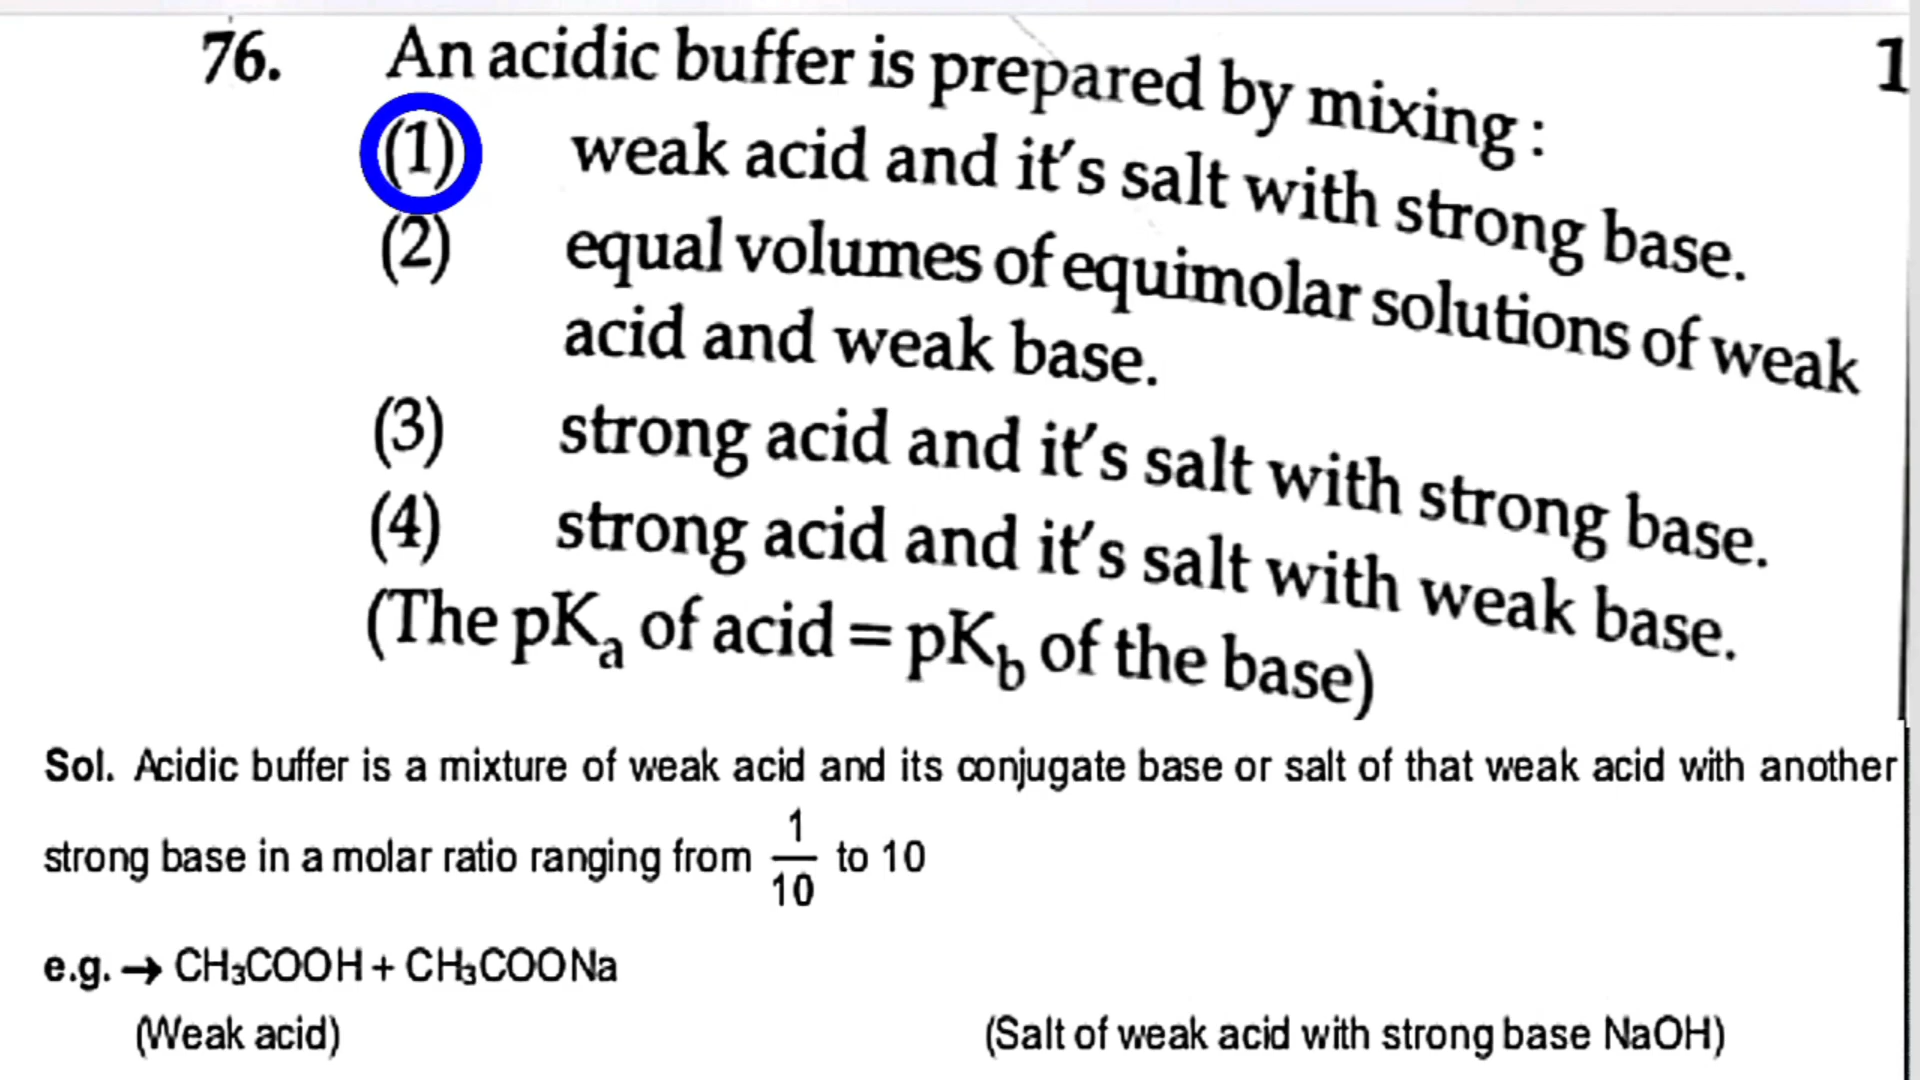 76. An acidic buffer is prepared by mixing :
1
(1) weak acid and it's salt with strong base.
(2) equal volumes of equimolar solutions of weak
acid and weak base.
(3) strong acid and it's salt with strong base.
(4) strong acid and it's salt with weak base.
(The pKₐ of acid = pK_b of the base)
Sol. Acidic buffer is a mixture of weak acid and its conjugate base or salt of that weak acid with another
strong base in a molar ratio ranging from 1/10 to 10
e.g. → CH₃COOH + CH₃COONa
(Weak acid) (Salt of weak acid with strong base NaOH)